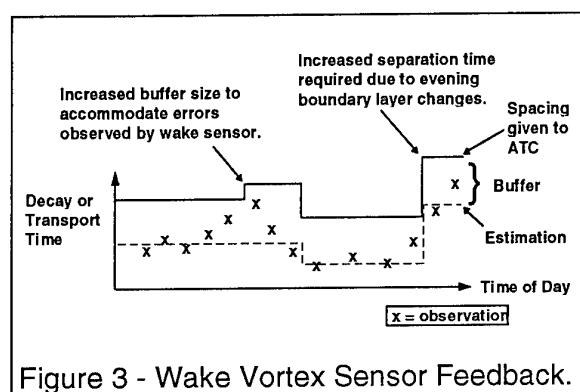 Increased separation time
required due to evening
boundary layer changes.
Increased buffer size to
accommodate errors
observed by wake sensor.
Spacing
given to
ATC
Buffer
Decay or
Transport
Time
Estimation
x x x x x x x x x x x x x x x
Time of Day
x = observation
Figure 3 - Wake Vortex Sensor Feedback.